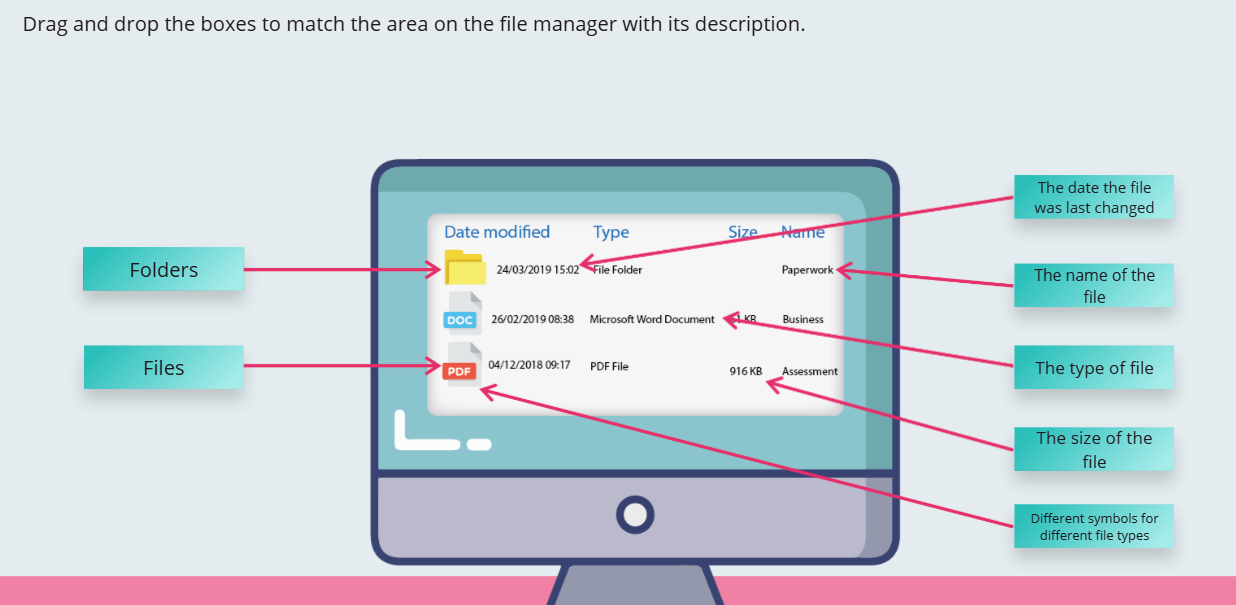 Drag and drop the boxes to match the area on the file manager with its description.
The date the file
was last changed
Date modified Type Size Name
Folders
24/03/2019 15:02 File Folder Paperwork
The name of the
file
DOC 26/02/2019 08:38 Microsoft Word Document 51 KB Business
Files
PDF 04/12/2018 09:17 PDF File 916 KB Assessment
The type of file
The size of the
file
Different symbols for
different file types